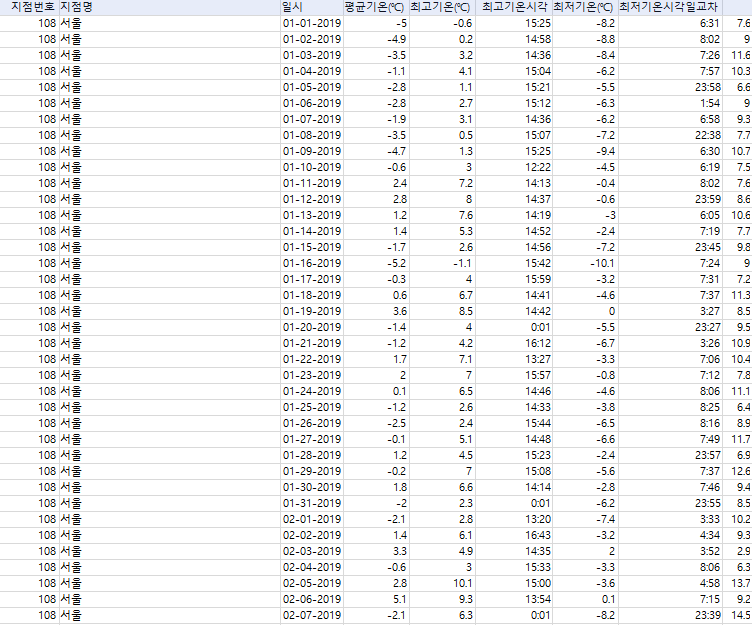 지점번호 지점명 일시 평균기온(℃) 최고기온(℃) 최고기온시각 최저기온(℃) 최저기온시각 일교차
108 서울 01-01-2019 -5 -0.6 15:25 -8.2 6:31 7.6
108 서울 01-02-2019 -4.9 0.2 14:58 -8.8 8:02 9
108 서울 01-03-2019 -3.5 3.2 14:36 -8.4 7:26 11.6
108 서울 01-04-2019 -1.1 4.1 15:04 -6.2 7:57 10.3
108 서울 01-05-2019 -2.8 1.1 15:21 -5.5 23:58 6.6
108 서울 01-06-2019 -2.8 2.7 15:12 -6.3 1:54 9
108 서울 01-07-2019 -1.9 3.1 14:36 -6.2 6:58 9.3
108 서울 01-08-2019 -3.5 0.5 15:07 -7.2 22:38 7.7
108 서울 01-09-2019 -4.7 1.3 15:25 -9.4 6:30 10.7
108 서울 01-10-2019 -0.6 3 12:22 -4.5 6:19 7.5
108 서울 01-11-2019 2.4 7.2 14:13 -0.4 8:02 7.6
108 서울 01-12-2019 2.8 8 14:37 -0.6 23:59 8.6
108 서울 01-13-2019 1.2 7.6 14:19 -3 6:05 10.6
108 서울 01-14-2019 1.4 5.3 14:52 -2.4 7:19 7.7
108 서울 01-15-2019 -1.7 2.6 14:56 -7.2 23:45 9.8
108 서울 01-16-2019 -5.2 -1.1 15:42 -10.1 7:24 9
108 서울 01-17-2019 -0.3 4 15:59 -3.2 7:31 7.2
108 서울 01-18-2019 0.6 6.7 14:41 -4.6 7:37 11.3
108 서울 01-19-2019 3.6 8.5 14:42 0 3:27 8.5
108 서울 01-20-2019 -1.4 4 0:01 -5.5 23:27 9.5
108 서울 01-21-2019 -1.2 4.2 16:12 -6.7 3:26 10.9
108 서울 01-22-2019 1.7 7.1 13:27 -3.3 7:06 10.4
108 서울 01-23-2019 2 7 15:57 -0.8 7:12 7.8
108 서울 01-24-2019 0.1 6.5 14:46 -4.6 8:06 11.1
108 서울 01-25-2019 -1.2 2.6 14:33 -3.8 8:25 6.4
108 서울 01-26-2019 -2.5 2.4 15:44 -6.5 8:16 8.9
108 서울 01-27-2019 -0.1 5.1 14:48 -6.6 7:49 11.7
108 서울 01-28-2019 1.2 4.5 15:23 -2.4 23:57 6.9
108 서울 01-29-2019 -0.2 7 15:08 -5.6 7:37 12.6
108 서울 01-30-2019 1.8 6.6 14:14 -2.8 7:46 9.4
108 서울 01-31-2019 -2 2.3 0:01 -6.2 23:55 8.5
108 서울 02-01-2019 -2.1 2.8 13:20 -7.4 3:33 10.2
108 서울 02-02-2019 1.4 6.1 16:43 -3.2 4:34 9.3
108 서울 02-03-2019 3.3 4.9 14:35 2 3:52 2.9
108 서울 02-04-2019 -0.6 3 15:33 -3.3 8:06 6.3
108 서울 02-05-2019 2.8 10.1 15:00 -3.6 4:58 13.7
108 서울 02-06-2019 5.1 9.3 13:54 0.1 7:15 9.2
108 서울 02-07-2019 -2.1 6.3 0:01 -8.2 23:39 14.5